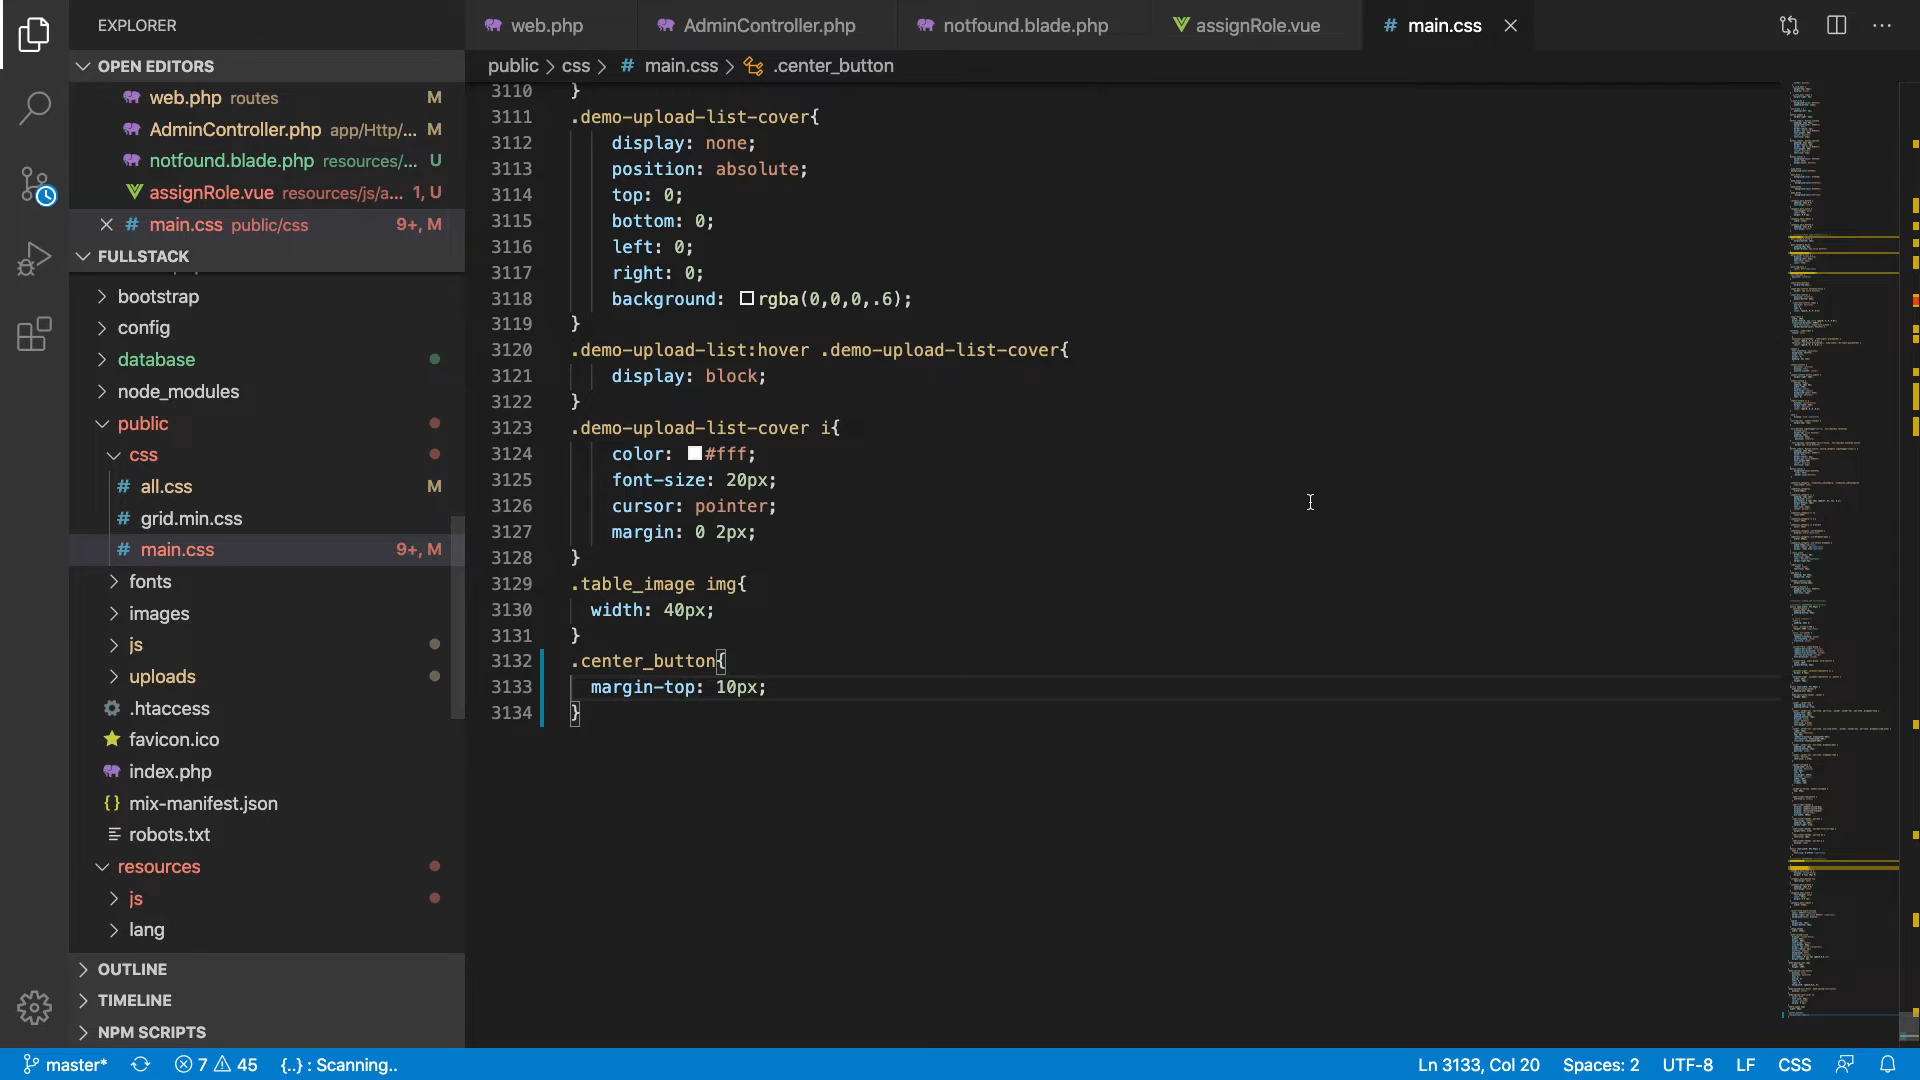 EXPLORER
OPEN EDITORS
web.php routes M
AdminController.php app/Http/... M
notfound.blade.php resources/... U
assignRole.vue resources/js/a... 1, U
main.css public/css 9+, M
FULLSTACK
bootstrap
config
database
node_modules
public
css
all.css M
grid.min.css
main.css 9+, M
fonts
images
js
uploads
.htaccess
favicon.ico
index.php
mix-manifest.json
robots.txt
resources
js
lang
OUTLINE
TIMELINE
NPM SCRIPTS
web.php AdminController.php notfound.blade.php assignRole.vue # main.css
public > css > # main.css > .center_button
3110 }
3111 .demo-upload-list-cover{
3112 display: none;
3113 position: absolute;
3114 top: 0;
3115 bottom: 0;
3116 left: 0;
3117 right: 0;
3118 background: rgba(0,0,0,.6);
3119 }
3120 .demo-upload-list:hover .demo-upload-list-cover{
3121 display: block;
3122 }
3123 .demo-upload-list-cover i{
3124 color: #fff;
3125 font-size: 20px;
3126 cursor: pointer;
3127 margin: 0 2px;
3128 }
3129 .table_image img{
3130 width: 40px;
3131 }
3132 .center_button{
3133 margin-top: 10px;
3134 }
master* 7 45 {..} : Scanning.. Ln 3133, Col 20 Spaces: 2 UTF-8 LF CSS